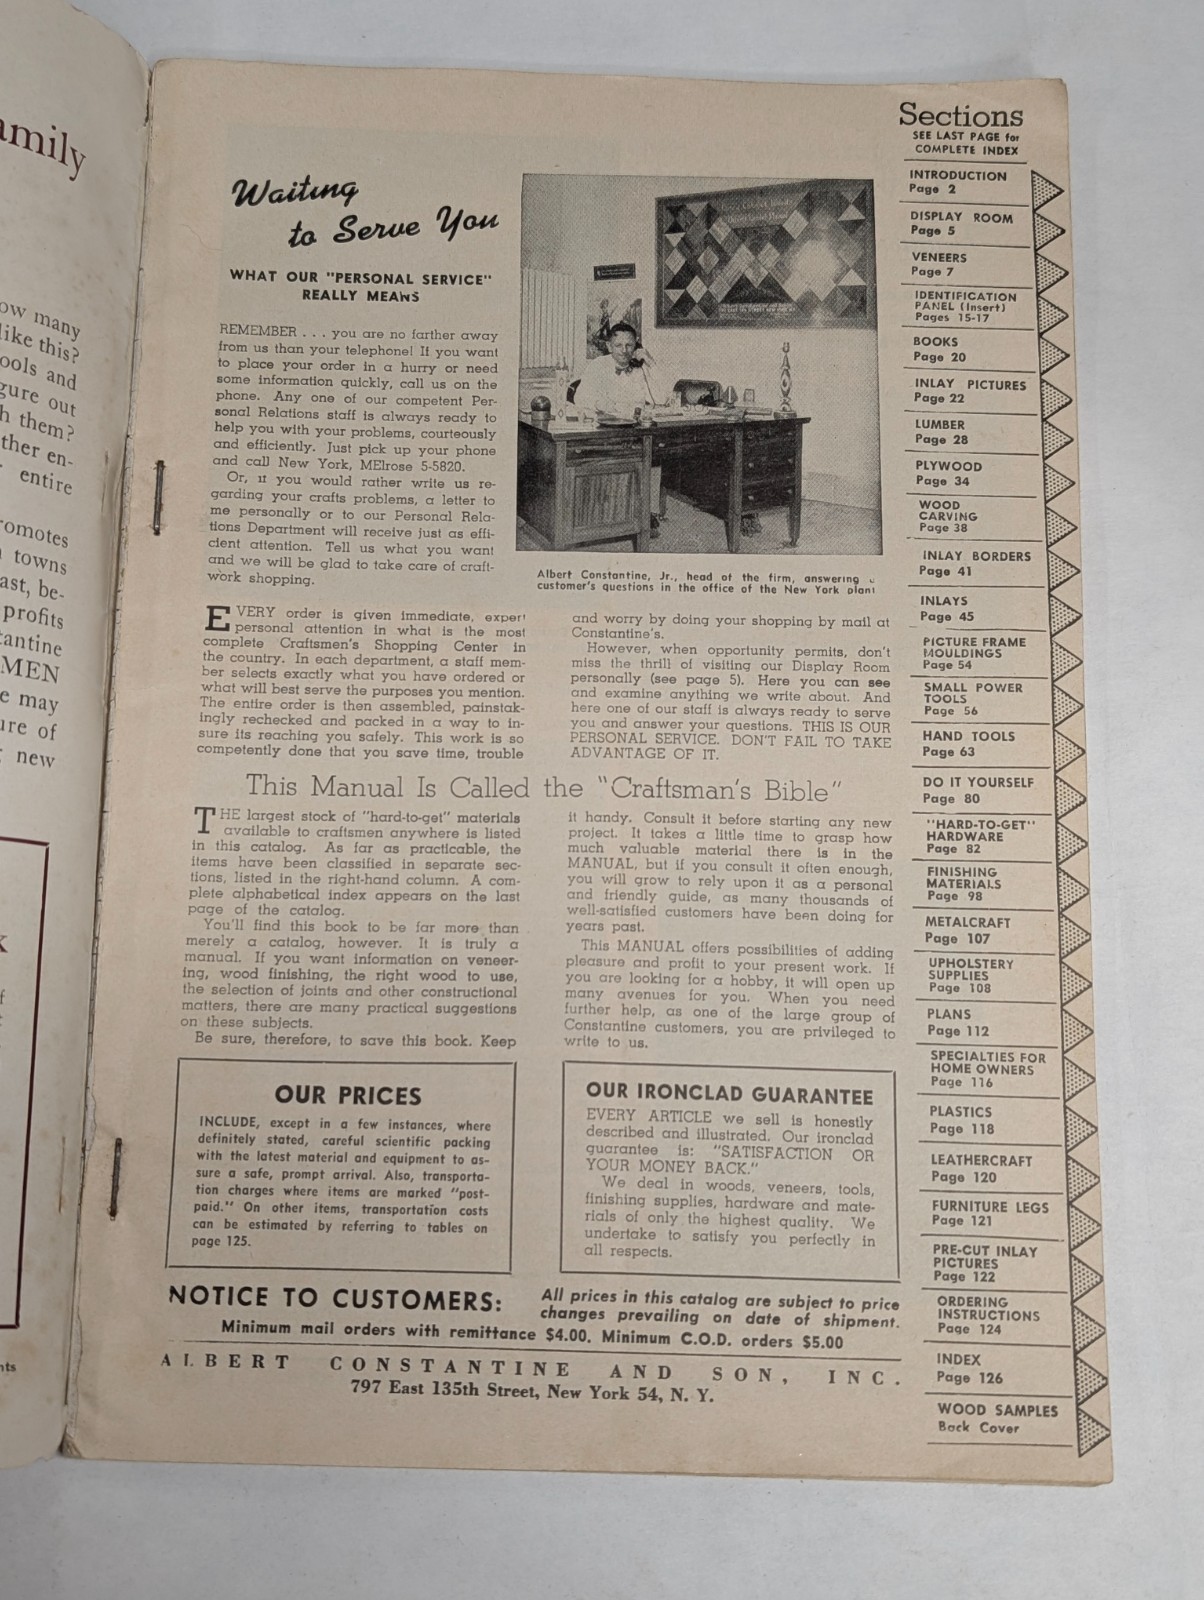 amily
ow many
like this?
ools and
gure out
h them?
ther en-
entire
romotes
towns
ast, be-
profits
tantine
MEN
e may
ure of
new
Waiting
to Serve You
WHAT OUR "PERSONAL SERVICE"
REALLY MEANS
REMEMBER . . . you are no farther away
from us than your telephone! If you want
to place your order in a hurry or need
some information quickly, call us on the
phone. Any one of our competent Per-
sonal Relations staff is always ready to
help you with your problems, courteously
and efficiently. Just pick up your phone
and call New York, MElrose 5-5820.
Or, if you would rather write us re-
garding your crafts problems, a letter to
me personally or to our Personal Rela-
tions Department will receive just as effi-
cient attention. Tell us what you want
and we will be glad to take care of craft-
work shopping.
Albert Constantine, Jr., head of the firm, answering
customer's questions in the office of the New York plant
EVERY order is given immediate, expert
personal attention in what is the most
complete Craftsmen's Shopping Center in
the country. In each department, a staff mem-
ber selects exactly what you have ordered or
what will best serve the purposes you mention.
The entire order is then assembled, painstak-
ingly rechecked and packed in a way to in-
sure its reaching you safely. This work is so
competently done that you save time, trouble
and worry by doing your shopping by mail at
Constantine's.
However, when opportunity permits, don't
miss the thrill of visiting our Display Room
personally (see page 5). Here you can see
and examine anything we write about. And
here one of our staff is always ready to serve
you and answer your questions. THIS IS OUR
PERSONAL SERVICE. DON'T FAIL TO TAKE
ADVANTAGE OF IT.
This Manual Is Called the "Craftsman's Bible"
THE largest stock of "hard-to-get" materials
available to craftsmen anywhere is listed
in this catalog. As far as practicable, the
items have been classified in separate sec-
tions, listed in the right-hand column. A com-
plete alphabetical index appears on the last
page of the catalog.
You'll find this book to be far more than
merely a catalog, however. It is truly a
manual. If you want information on veneer-
ing, wood finishing, the right wood to use,
the selection of joints and other constructional
matters, there are many practical suggestions
on these subjects.
Be sure, therefore, to save this book. Keep
it handy. Consult it before starting any new
project. It takes a little time to grasp how
much valuable material there is in the
MANUAL, but if you consult it often enough,
you will grow to rely upon it as a personal
and friendly guide, as many thousands of
well-satisfied customers have been doing for
years past.
This MANUAL offers possibilities of adding
pleasure and profit to your present work. If
you are looking for a hobby, it will open up
many avenues for you. When you need
further help, as one of the large group of
Constantine customers, you are privileged to
write to us.
OUR PRICES
INCLUDE, except in a few instances, where
definitely stated, careful scientific packing
with the latest material and equipment to as-
sure a safe, prompt arrival. Also, transporta-
tion charges where items are marked "post-
paid." On other items, transportation costs
can be estimated by referring to tables on
page 125.
OUR IRONCLAD GUARANTEE
EVERY ARTICLE we sell is honestly
described and illustrated. Our ironclad
guarantee is: "SATISFACTION OR
YOUR MONEY BACK."
We deal in woods, veneers, tools,
finishing supplies, hardware and mate-
rials of only the highest quality. We
undertake to satisfy you perfectly in
all respects.
NOTICE TO CUSTOMERS:
All prices in this catalog are subject to price
changes prevailing on date of shipment.
Minimum mail orders with remittance $4.00. Minimum C.O.D. orders $5.00
ALBERT CONSTANTINE AND SON, INC.
797 East 135th Street, New York 54, N. Y.
Sections
SEE LAST PAGE for
COMPLETE INDEX
INTRODUCTION
Page 2
DISPLAY ROOM
Page 5
VENEERS
Page 7
IDENTIFICATION
PANEL (Insert)
Pages 15-17
BOOKS
Page 20
INLAY PICTURES
Page 22
LUMBER
Page 28
PLYWOOD
Page 34
WOOD
CARVING
Page 38
INLAY BORDERS
Page 41
INLAYS
Page 45
PICTURE FRAME
MOULDINGS
Page 54
SMALL POWER
TOOLS
Page 56
HAND TOOLS
Page 63
DO IT YOURSELF
Page 80
"HARD-TO-GET"
HARDWARE
Page 82
FINISHING
MATERIALS
Page 98
METALCRAFT
Page 107
UPHOLSTERY
SUPPLIES
Page 108
PLANS
Page 112
SPECIALTIES FOR
HOME OWNERS
Page 116
PLASTICS
Page 118
LEATHERCRAFT
Page 120
FURNITURE LEGS
Page 121
PRE-CUT INLAY
PICTURES
Page 122
ORDERING
INSTRUCTIONS
Page 124
INDEX
Page 126
WOOD SAMPLES
Back Cover